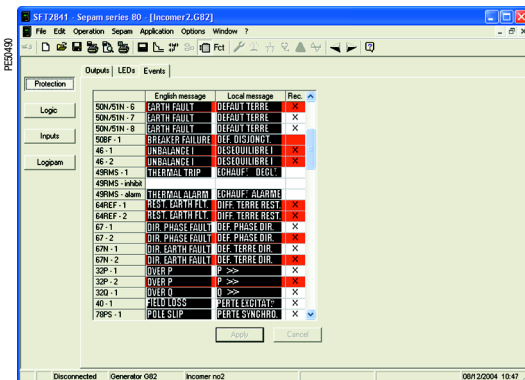 PE50490
SFT2841 - Sepam series 80 - [Incomer2.G82]
File Edit Operation Sepam Application Options Window ?
Fct
Outputs LEDs Events
Protection
Logic
Inputs
Logipam
English message Local message Rec.
50N/51N - 6 EARTH FAULT DEFAUT TERRE X
50N/51N - 7 EARTH FAULT DEFAUT TERRE X
50N/51N - 8 EARTH FAULT DEFAUT TERRE X
50BF - 1 BREAKER FAILURE DEF. DISJONCT.
46 - 1 UNBALANCE I DESEQUILIBRE I X
46 - 2 UNBALANCE I DESEQUILIBRE I X
49RMS - 1 THERMAL TRIP ECHAUFT DECLT.
49RMS - inhibit
49RMS - alarm THERMAL ALARM ECHAUFT ALARME
64REF - 1 REST. EARTH FLT. DIFF. TERRE REST. X
64REF - 2 REST. EARTH FLT. DIFF. TERRE REST. X
67 - 1 DIR. PHASE FAULT DEF. PHASE DIR. X
67 - 2 DIR. PHASE FAULT DEF. PHASE DIR. X
67N - 1 DIR. EARTH FAULT DEF. TERRE DIR. X
67N - 2 DIR. EARTH FAULT DEF. TERRE DIR. X
32P - 1 OVER P P >> X
32P - 2 OVER P P >> X
32Q - 1 OVER Q Q >> X
40 - 1 FIELD LOSS PERTE EXCITAT° X
78PS - 1 POLE SLIP PERTE SYNCHRO. X
Apply Cancel
Disconnected Generator G82 Incomer no2 08/12/2004 10:47